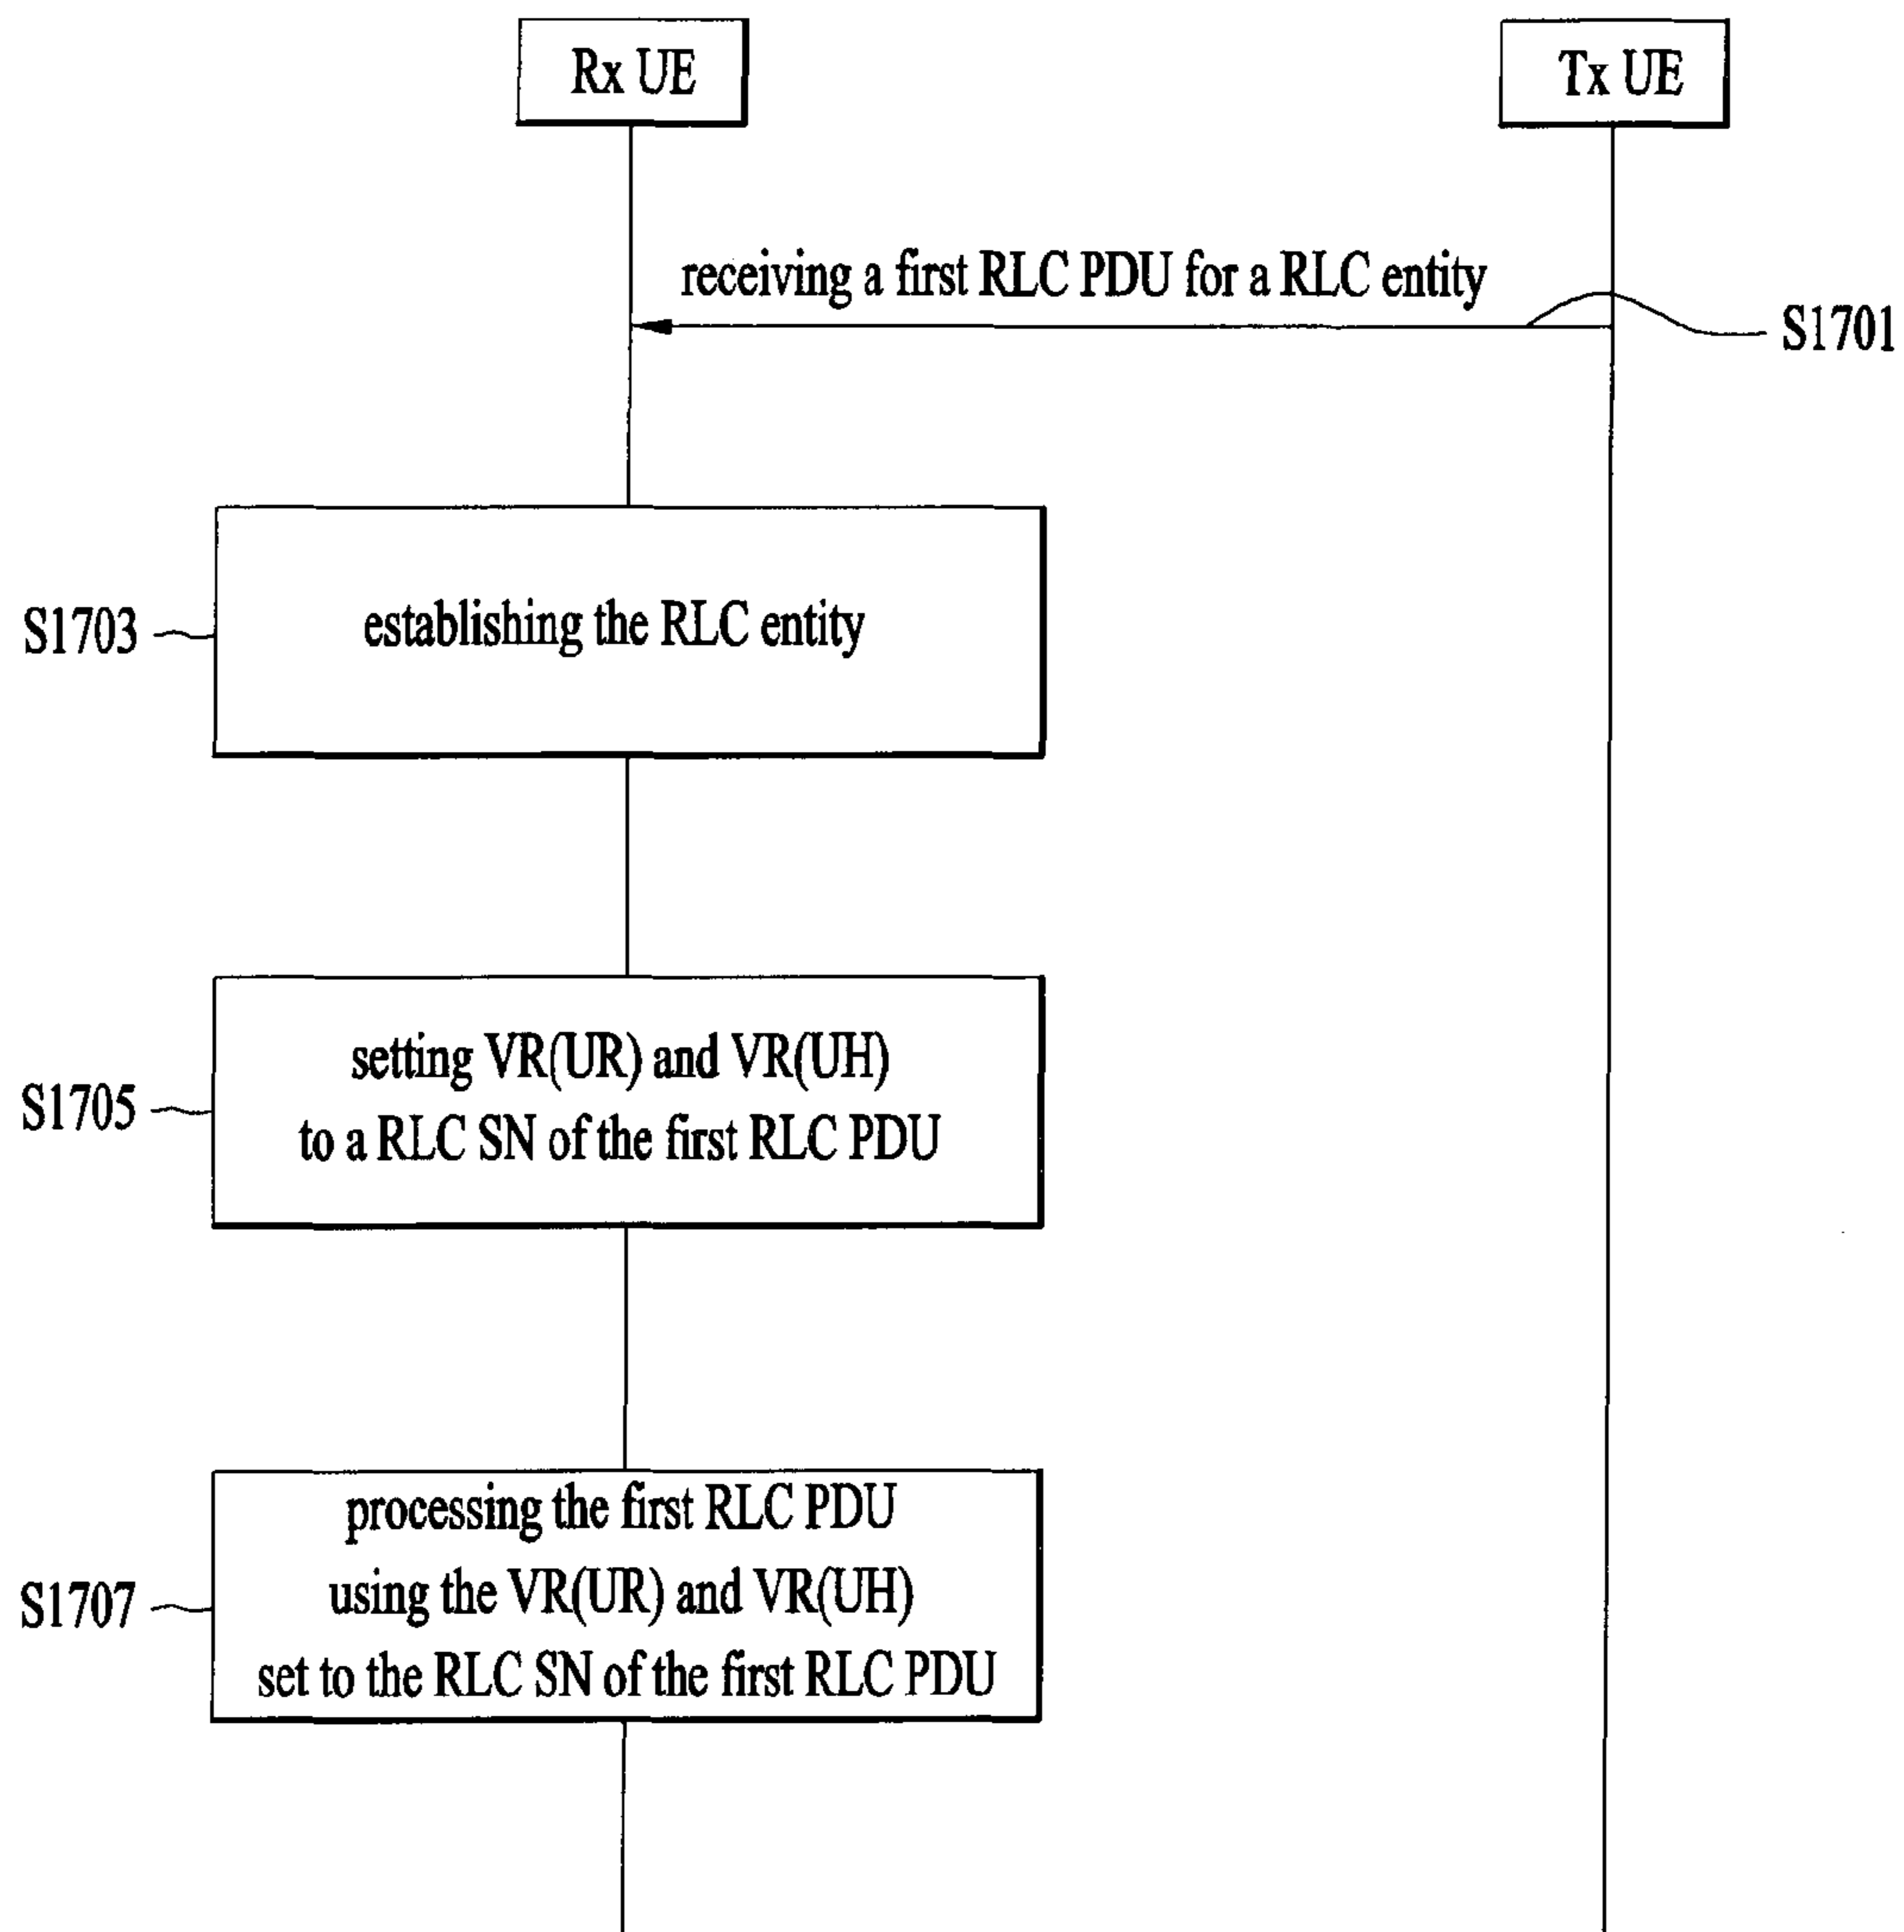 Rx UE
Tx UE
receiving a first RLC PDU for a RLC entity
S1701
S1703
establishing the RLC entity
S1705
setting VR(UR) and VR(UH)
to a RLC SN of the first RLC PDU
S1707
processing the first RLC PDU
using the VR(UR) and VR(UH)
set to the RLC SN of the first RLC PDU